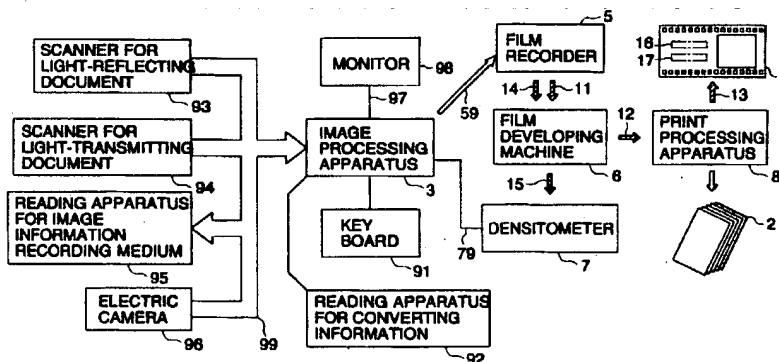 SCANNER FOR
LIGHT-REFLECTING
DOCUMENT
93
SCANNER FOR
LIGHT-TRANSMITTING
DOCUMENT
94
READING APPARATUS
FOR IMAGE
INFORMATION
RECORDING MEDIUM
95
ELECTRIC
CAMERA
96
99
MONITOR
98
97
IMAGE
PROCESSING
APPARATUS
3
KEY
BOARD
91
READING APPARATUS
FOR CONVERTING
INFORMATION
92
59
79
5
FILM
RECORDER
14
11
FILM
DEVELOPING
MACHINE
6
12
15
DENSITOMETER
7
16
17
13
PRINT
PROCESSING
APPARATUS
8
2